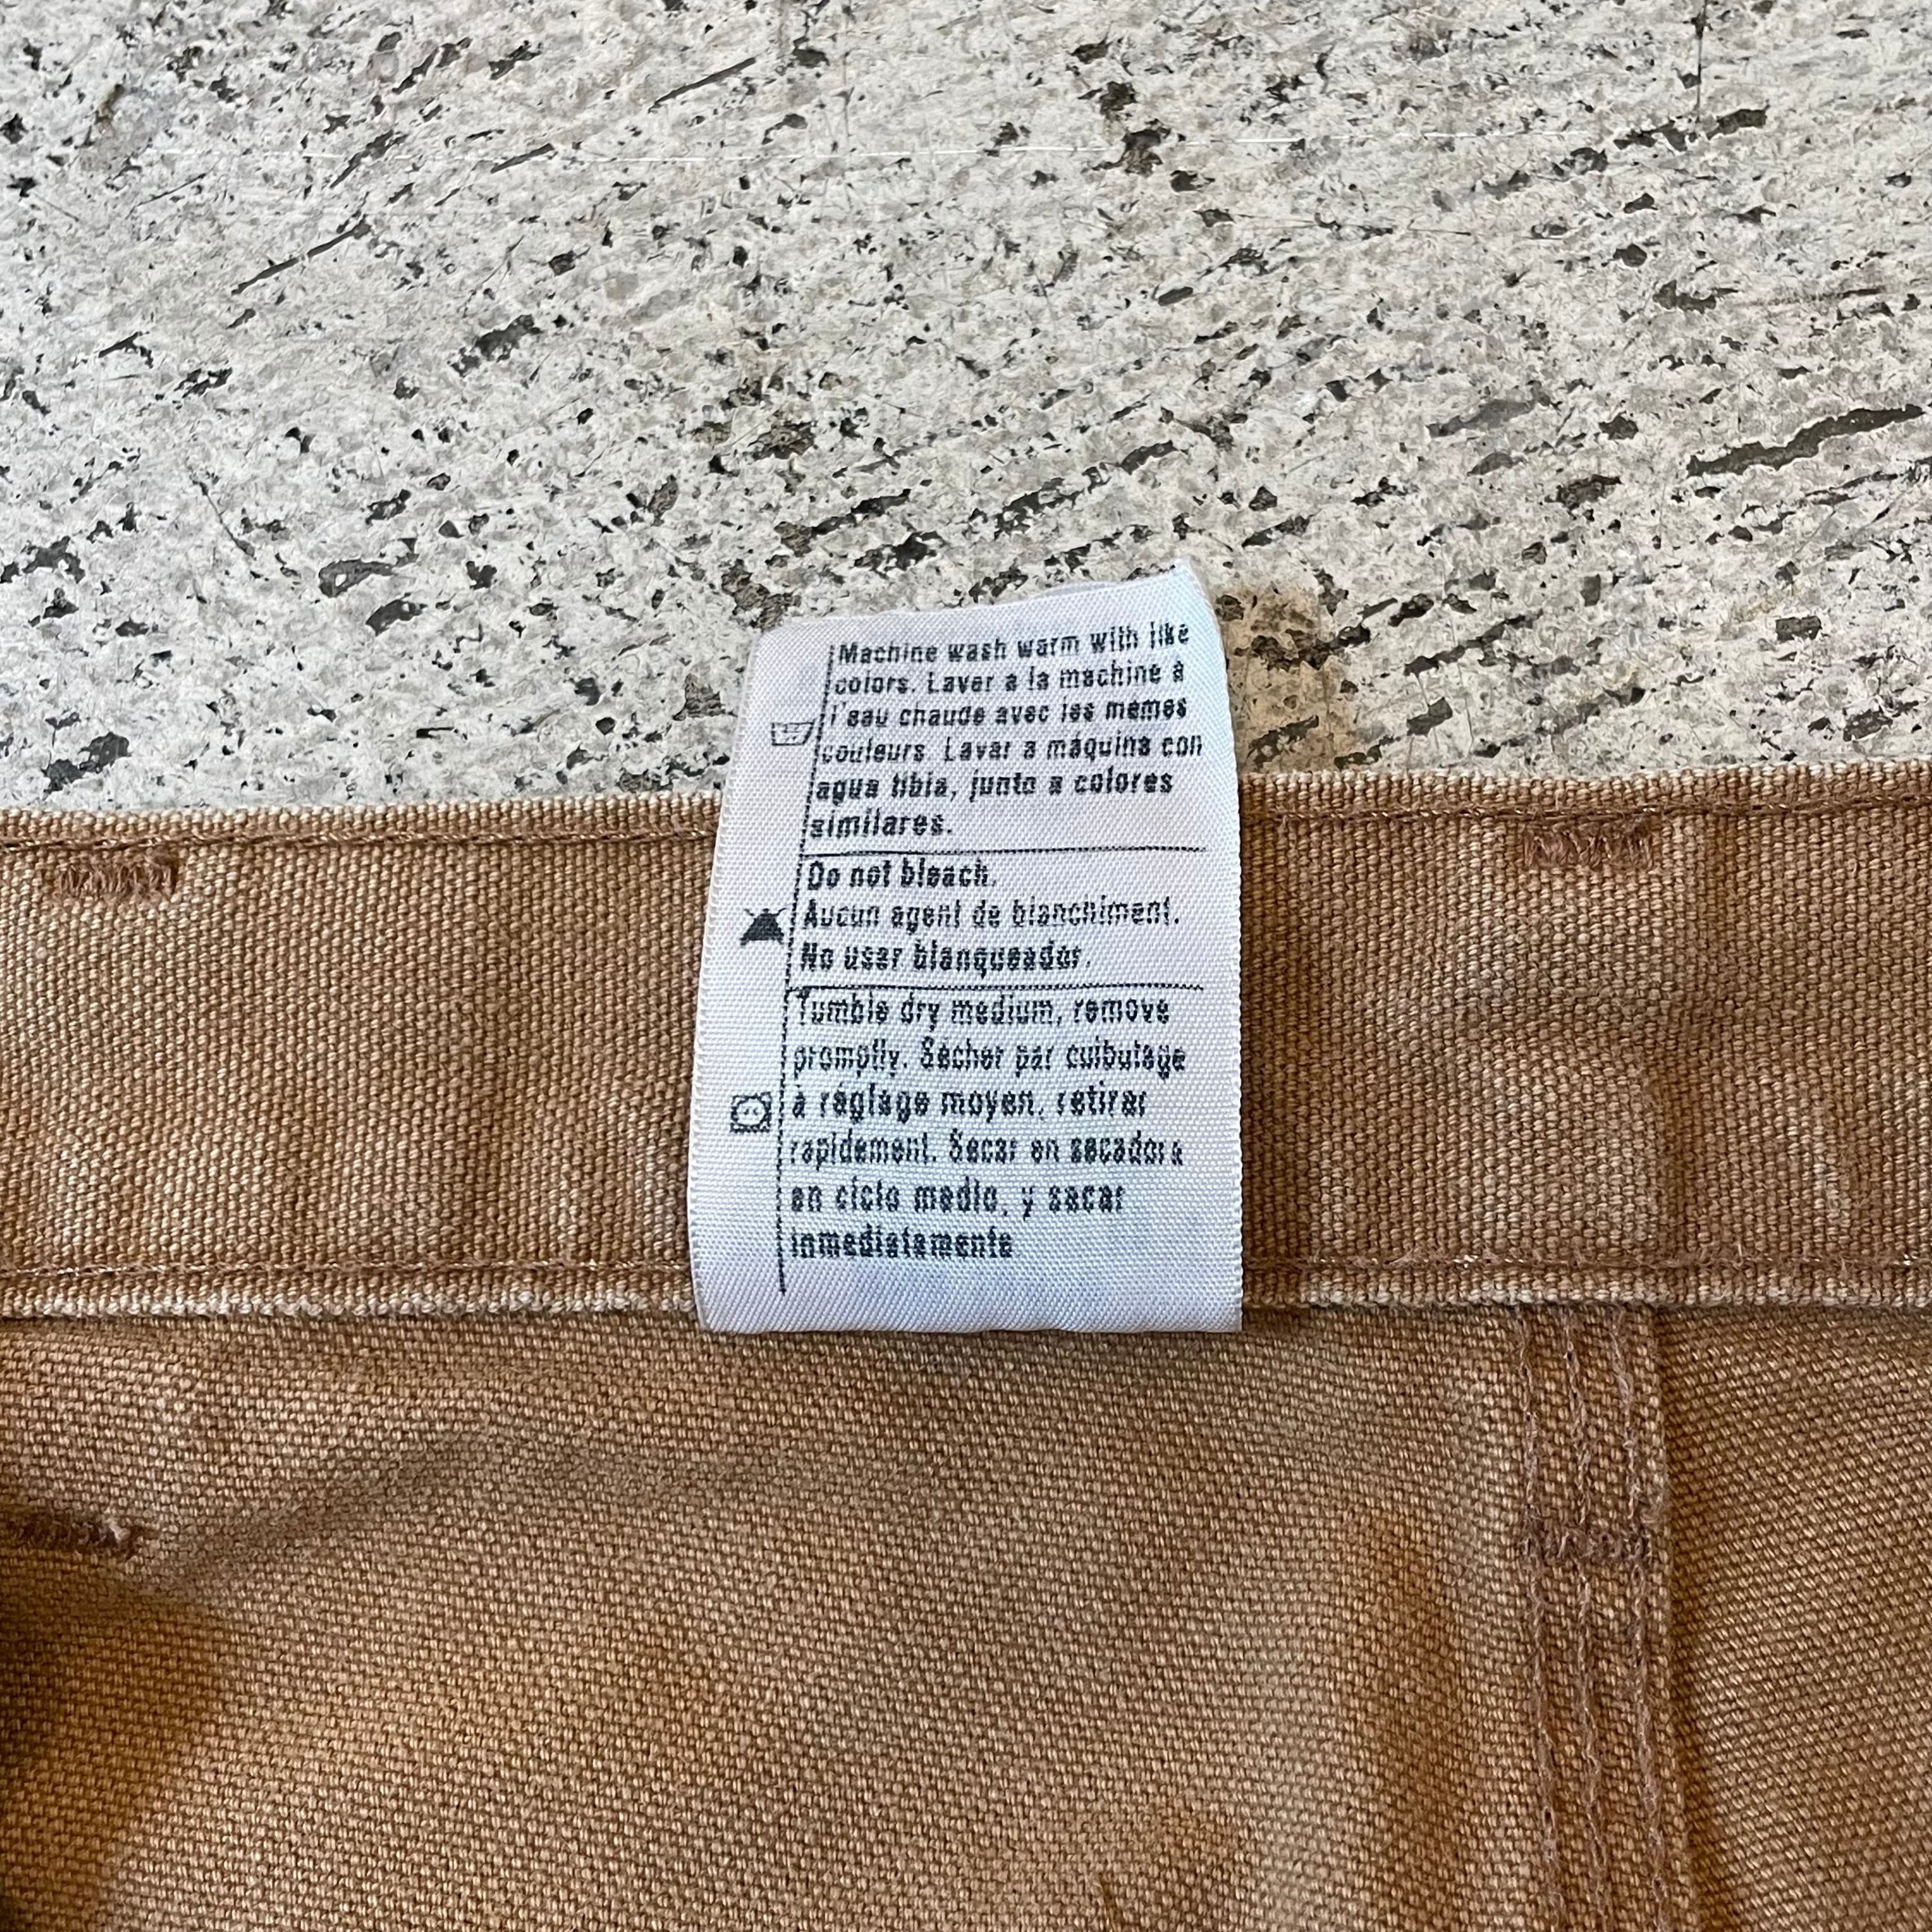 Machine wash warm with like
colors. Laver a la machine à
l'eau chaude avec les mêmes
couleurs. Lavar a máquina con
agua tibia, junto a colores
similares.
Do not bleach.
Aucun agent de blanchiment.
No usar blanqueador.
Tumble dry medium, remove
promptly. Sécher par culbutage
à réglage moyen, retirer
rapidement. Secar en secadora
en ciclo medio, y sacar
inmediatamente